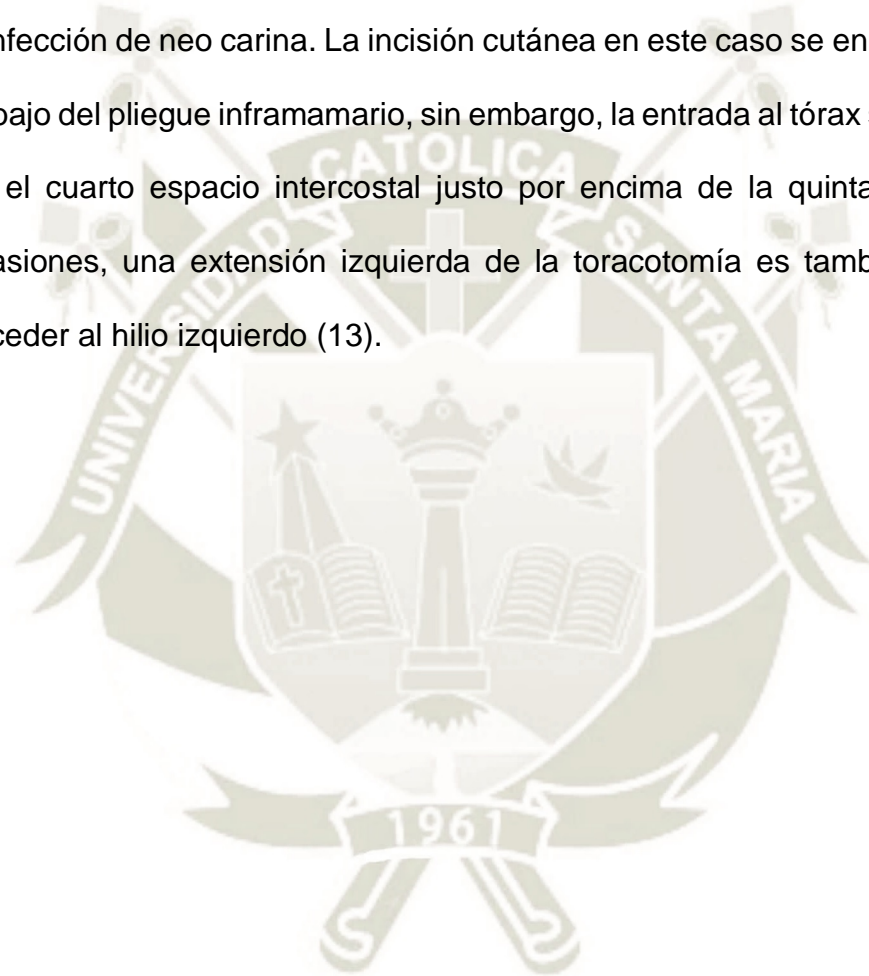 nfección de neo carina. La incisión cutánea en este caso se en
bajo del pliegue inframamario, sin embargo, la entrada al tórax
el cuarto espacio intercostal justo por encima de la quinta
asiones, una extensión izquierda de la toracotomía es tamb
ceder al hilio izquierdo (13).
UNIVERSIDAD CATOLICA SANTA MARIA
1961